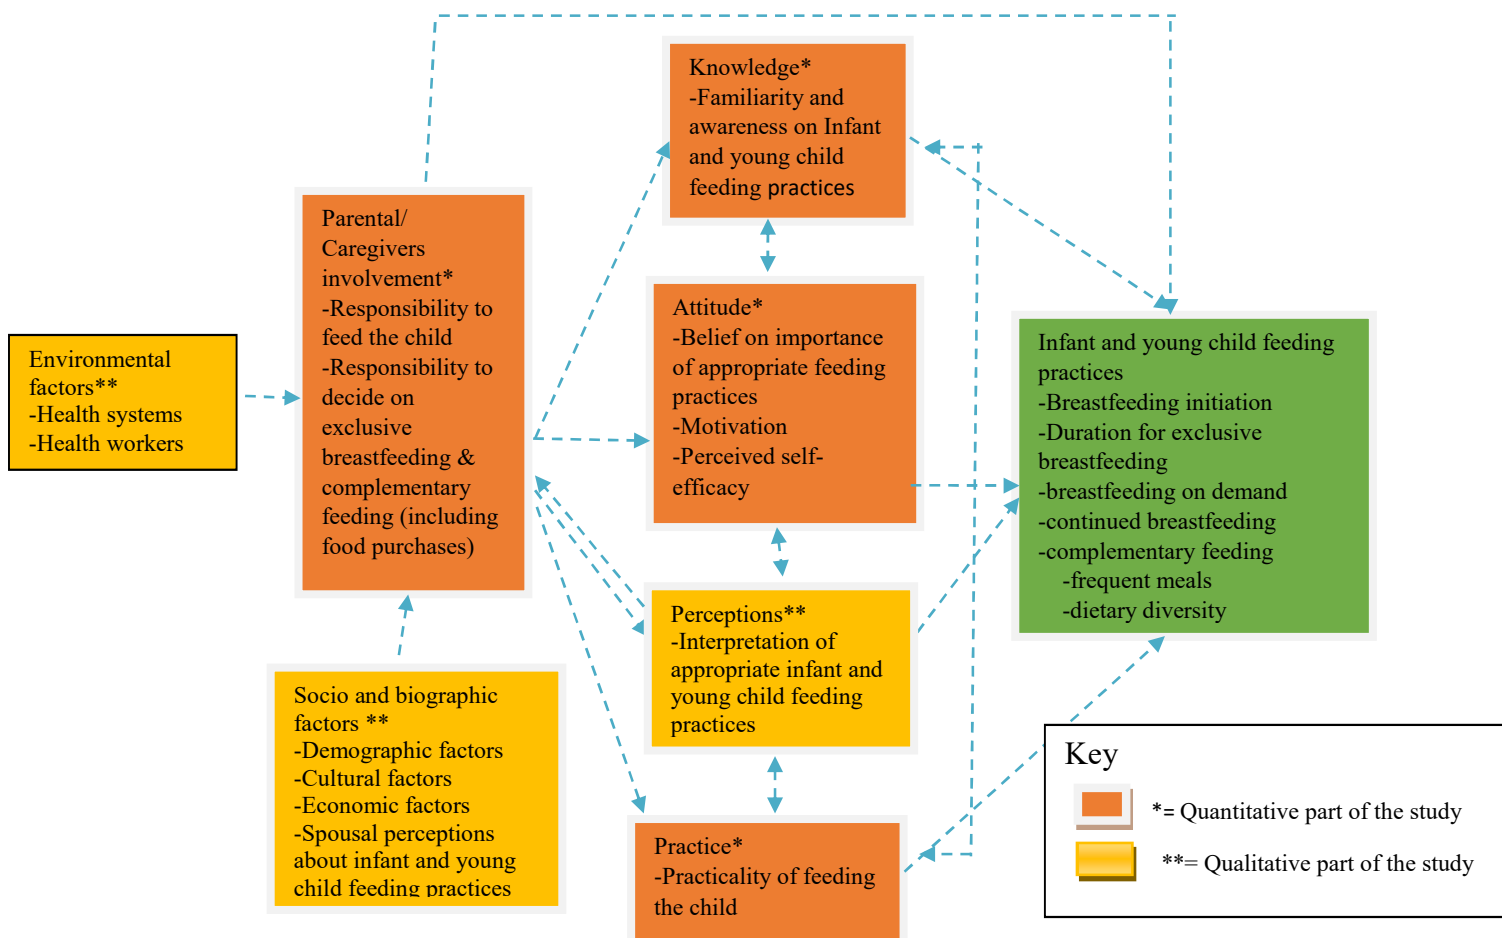 Knowledge*
-Familiarity and
awareness on Infant
and young child
feeding practices
Parental/
Caregivers
involvement*
-Responsibility to
feed the child
-Responsibility to
decide on
exclusive
breastfeeding &
complementary
feeding (including
food purchases)
Attitude*
-Belief on importance
of appropriate feeding
practices
-Motivation
-Perceived self-
efficacy
Environmental
factors**
-Health systems
-Health workers
Infant and young child feeding
practices
-Breastfeeding initiation
-Duration for exclusive
breastfeeding
-breastfeeding on demand
-continued breastfeeding
-complementary feeding
-frequent meals
-dietary diversity
Perceptions**
-Interpretation of
appropriate infant and
young child feeding
practices
Socio and biographic
factors **
-Demographic factors
-Cultural factors
-Economic factors
-Spousal perceptions
about infant and young
child feeding practices
Practice*
-Practicality of feeding
the child
Key
*= Quantitative part of the study
**= Qualitative part of the study